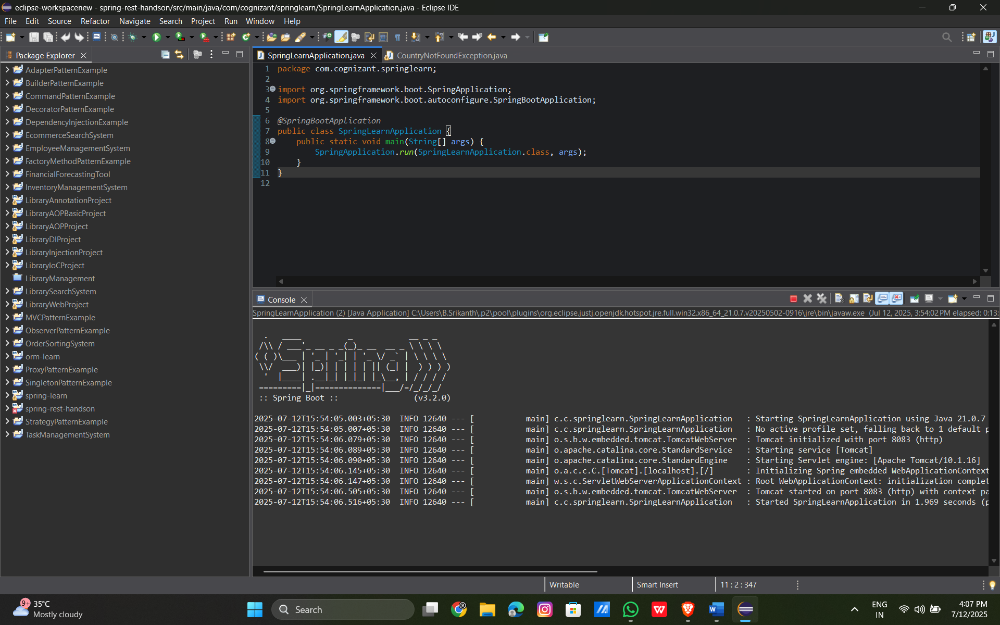 eclipse-workspacenew - spring-rest-handson/src/main/java/com/cognizant/springlearn/SpringLearnApplication.java - Eclipse IDE
File Edit Source Refactor Navigate Search Project Run Window Help
Package Explorer
AdapterPatternExample
BuilderPatternExample
CommandPatternExample
DecoratorPatternExample
DependencyInjectionExample
EcommerceSearchSystem
EmployeeManagementSystem
FactoryMethodPatternExample
FinancialForecastingTool
InventoryManagementSystem
LibraryAnnotationProject
LibraryAOPBasicProject
LibraryAOPProject
LibraryDIProject
LibraryInjectionProject
LibraryIoCProject
LibraryManagement
LibrarySearchSystem
LibraryWebProject
MVCPatternExample
ObserverPatternExample
OrderSortingSystem
orm-learn
ProxyPatternExample
SingletonPatternExample
spring-learn
spring-rest-handson
StrategyPatternExample
TaskManagementSystem
SpringLearnApplication.java CountryNotFoundException.java
1 package com.cognizant.springlearn;
2
3 import org.springframework.boot.SpringApplication;
4 import org.springframework.boot.autoconfigure.SpringBootApplication;
5
6 @SpringBootApplication
7 public class SpringLearnApplication {
8 public static void main(String[] args) {
9 SpringApplication.run(SpringLearnApplication.class, args);
10 }
11 }
12
Console
SpringLearnApplication (2) [Java Application] C:\Users\B.Srikanth\.p2\pool\plugins\org.eclipse.justj.openjdk.hotspot.jre.full.win32.x86_64_21.0.7.v20250502-0916\jre\bin\javaw.exe (Jul 12, 2025, 3:54:02 PM elapsed: 0:13:
  .   ____          _            __ _ _
 /\\ / ___'_ __ _ _(_)_ __  __ _ \ \ \ \
( ( )\___ | '_ | '_| | '_ \/ _` | \ \ \ \
 \\/  ___)| |_)| | | | | || (_| |  ) ) ) )
  '  |____| .__|_| |_|_| |_\__, | / / / /
 =========|_|==============|___/=/_/_/_/
 :: Spring Boot ::                (v3.2.0)
2025-07-12T15:54:05.003+05:30 INFO 12640 --- [ main] c.c.springlearn.SpringLearnApplication : Starting SpringLearnApplication using Java 21.0.7
2025-07-12T15:54:05.007+05:30 INFO 12640 --- [ main] c.c.springlearn.SpringLearnApplication : No active profile set, falling back to 1 default p
2025-07-12T15:54:06.079+05:30 INFO 12640 --- [ main] o.s.b.w.embedded.tomcat.TomcatWebServer : Tomcat initialized with port 8083 (http)
2025-07-12T15:54:06.089+05:30 INFO 12640 --- [ main] o.apache.catalina.core.StandardService : Starting service [Tomcat]
2025-07-12T15:54:06.090+05:30 INFO 12640 --- [ main] o.apache.catalina.core.StandardEngine : Starting Servlet engine: [Apache Tomcat/10.1.16]
2025-07-12T15:54:06.145+05:30 INFO 12640 --- [ main] o.a.c.c.C.[Tomcat].[localhost].[/] : Initializing Spring embedded WebApplicationContext
2025-07-12T15:54:06.147+05:30 INFO 12640 --- [ main] w.s.c.ServletWebServerApplicationContext : Root WebApplicationContext: initialization complet
2025-07-12T15:54:06.505+05:30 INFO 12640 --- [ main] o.s.b.w.embedded.tomcat.TomcatWebServer : Tomcat started on port 8083 (http) with context pa
2025-07-12T15:54:06.516+05:30 INFO 12640 --- [ main] c.c.springlearn.SpringLearnApplication : Started SpringLearnApplication in 1.969 seconds (p
Writable Smart Insert 11 : 2 : 347
9+
35°C
Mostly cloudy
Search
ENG
IN
4:07 PM
7/12/2025